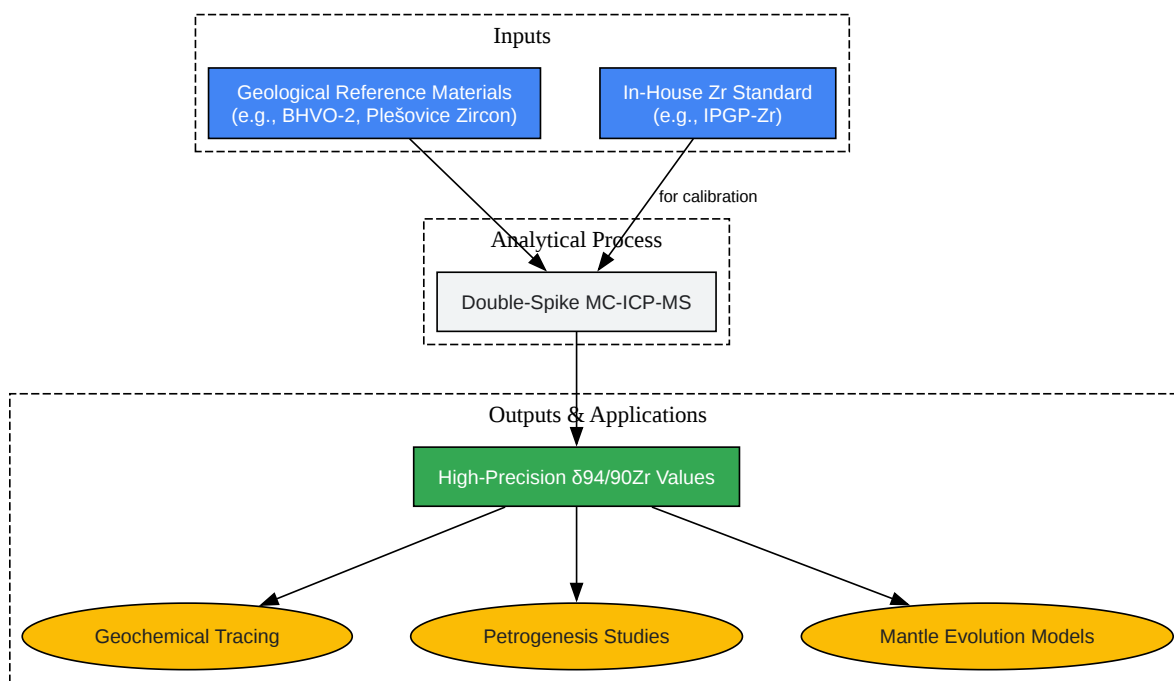 Inputs
Geological Reference Materials
(e.g., BHVO-2, Plešovice Zircon)
In-House Zr Standard
(e.g., IPGP-Zr)
for calibration
Analytical Process
Double-Spike MC-ICP-MS
Outputs & Applications
High-Precision δ94/90Zr Values
Geochemical Tracing
Petrogenesis Studies
Mantle Evolution Models